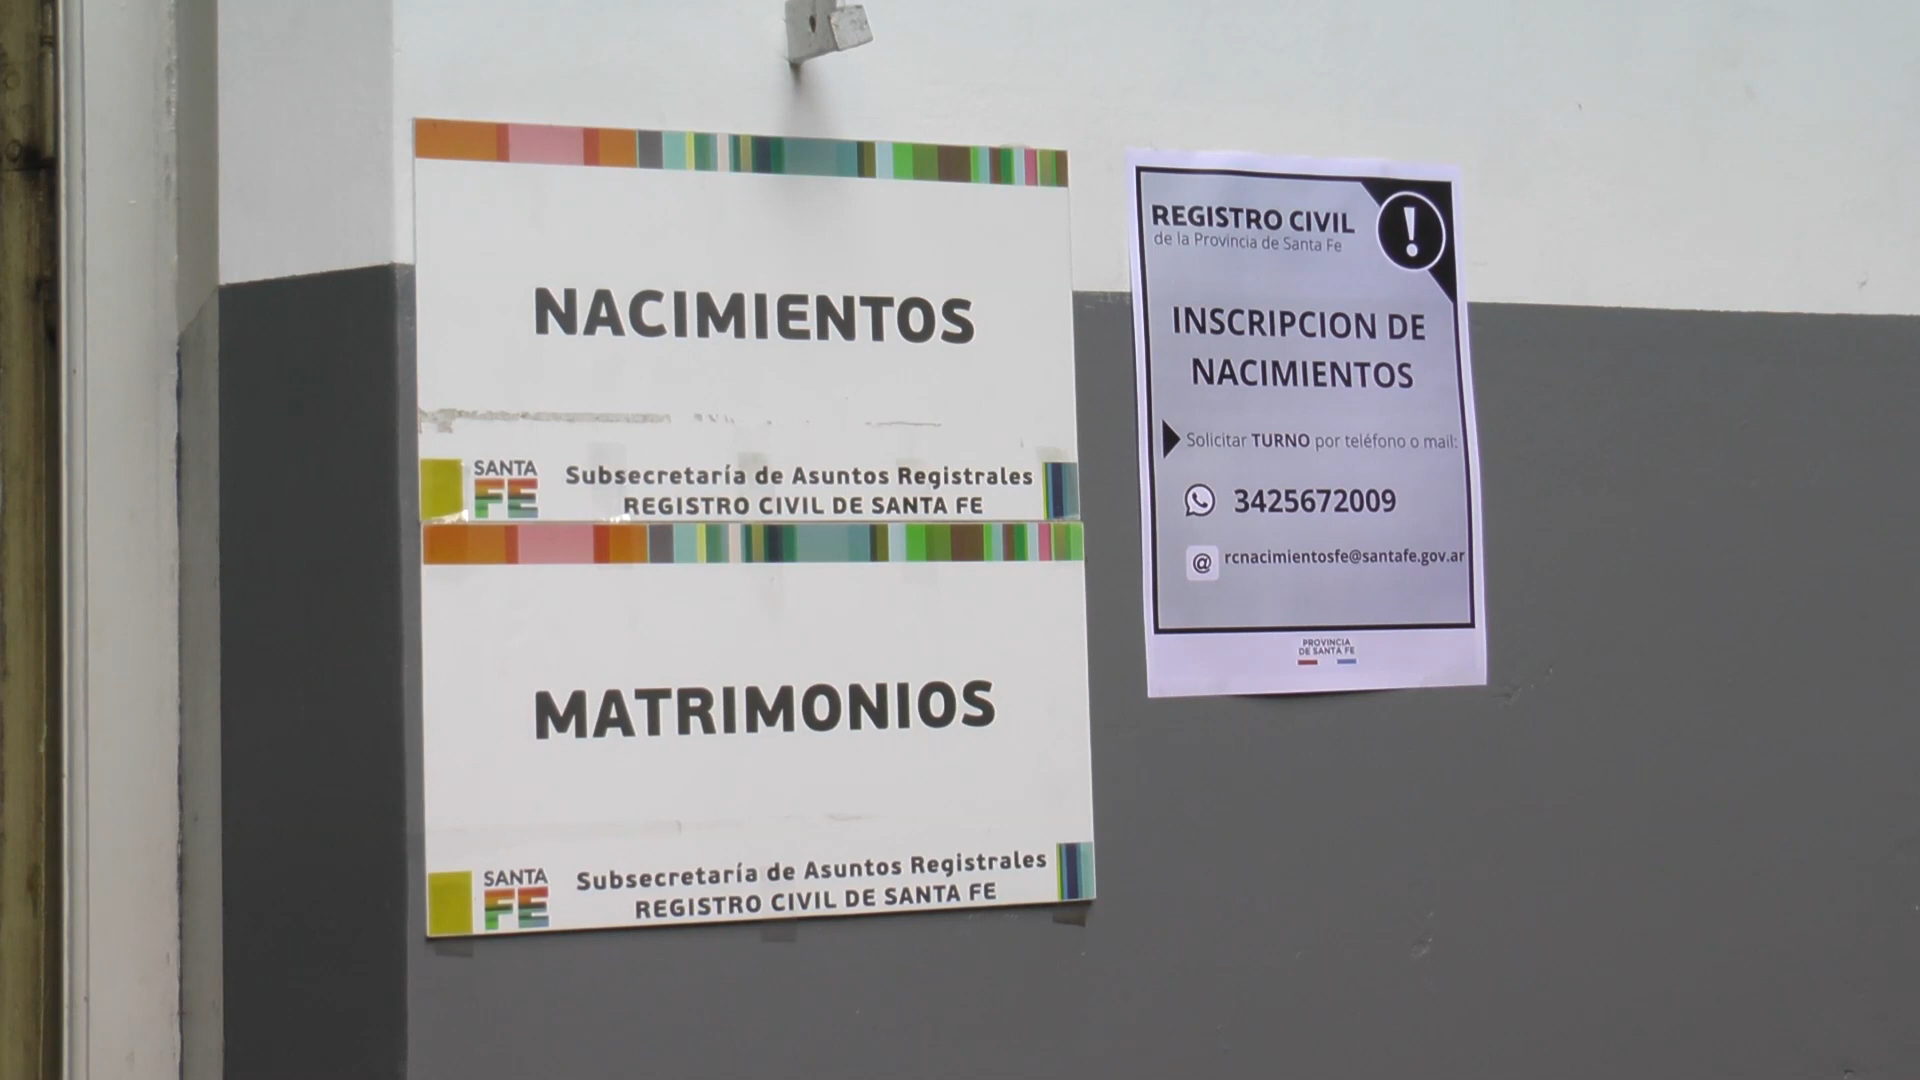 NACIMIENTOS
SANTA
FE
Subsecretaría de Asuntos Registrales
REGISTRO CIVIL DE SANTA FE
MATRIMONIOS
SANTA
FE
Subsecretaría de Asuntos Registrales
REGISTRO CIVIL DE SANTA FE
REGISTRO CIVIL
de la Provincia de Santa Fe
!
INSCRIPCION DE
NACIMIENTOS
Solicitar TURNO por teléfono o mail:
3425672009
@ rcnacimientosfe@santafe.gov.ar
PROVINCIA
DE SANTA FE